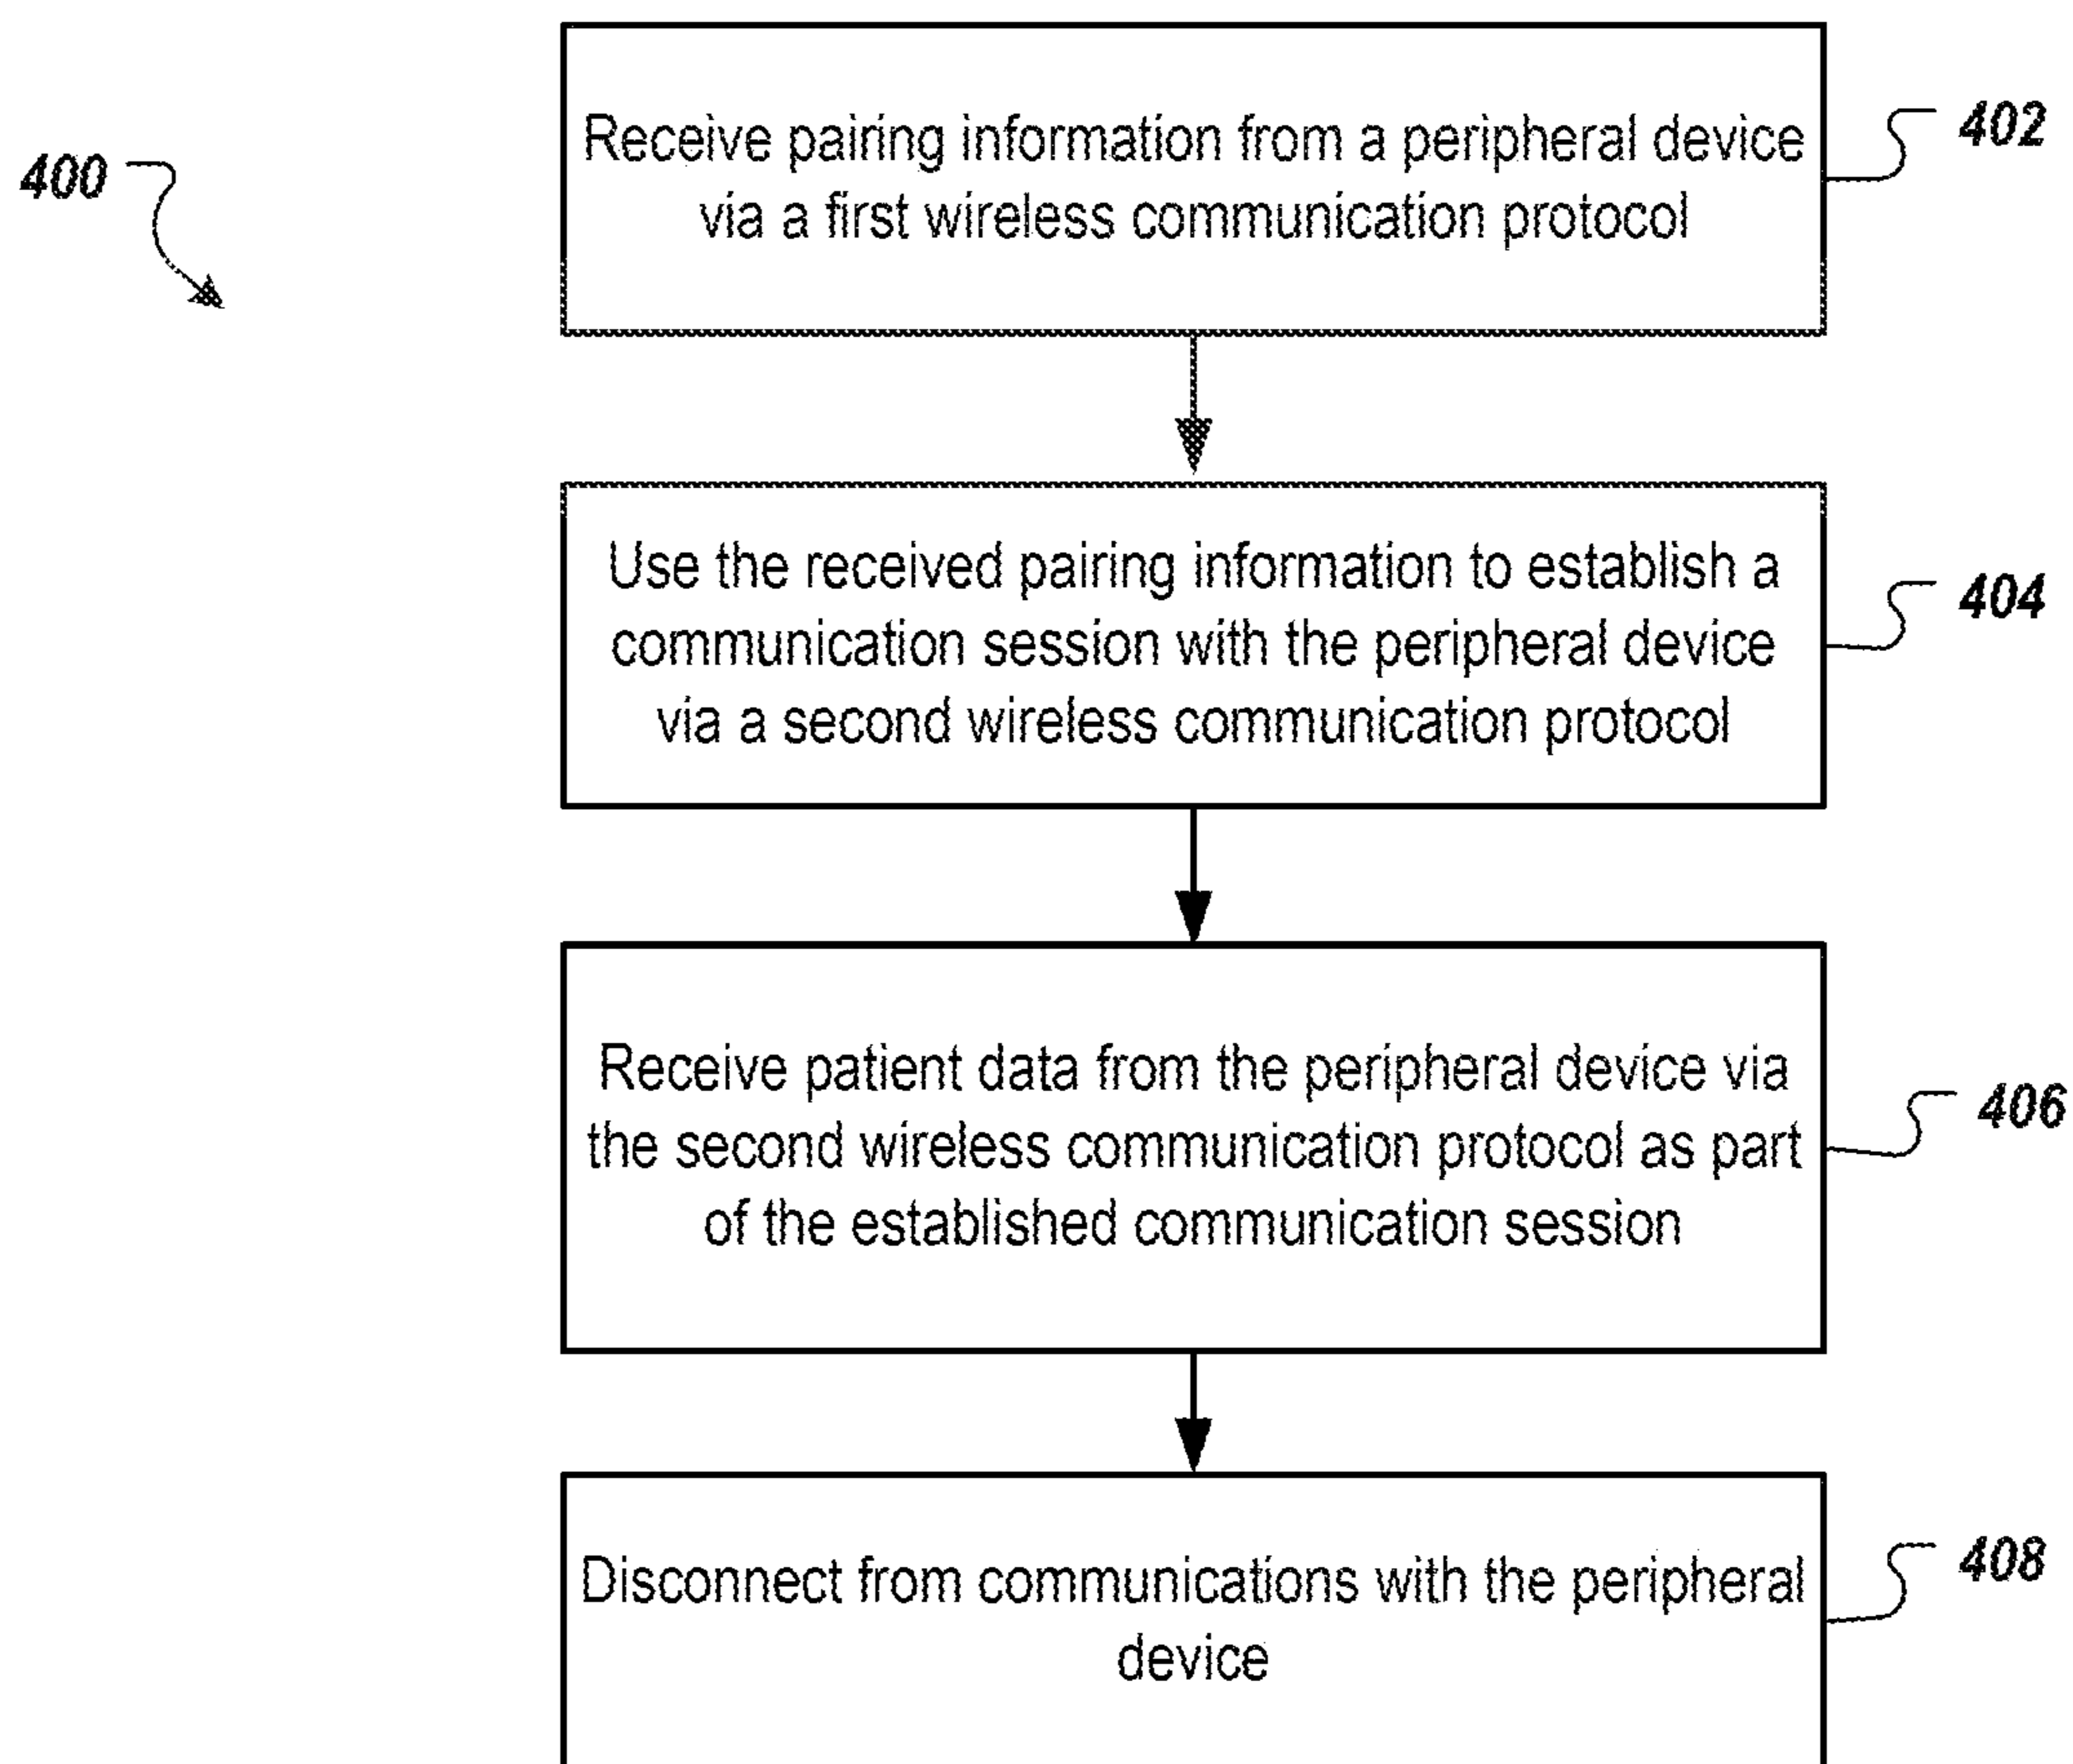 400
Receive pairing information from a peripheral device
via a first wireless communication protocol
402
Use the received pairing information to establish a
communication session with the peripheral device
via a second wireless communication protocol
404
Receive patient data from the peripheral device via
the second wireless communication protocol as part
of the established communication session
406
Disconnect from communications with the peripheral
device
408